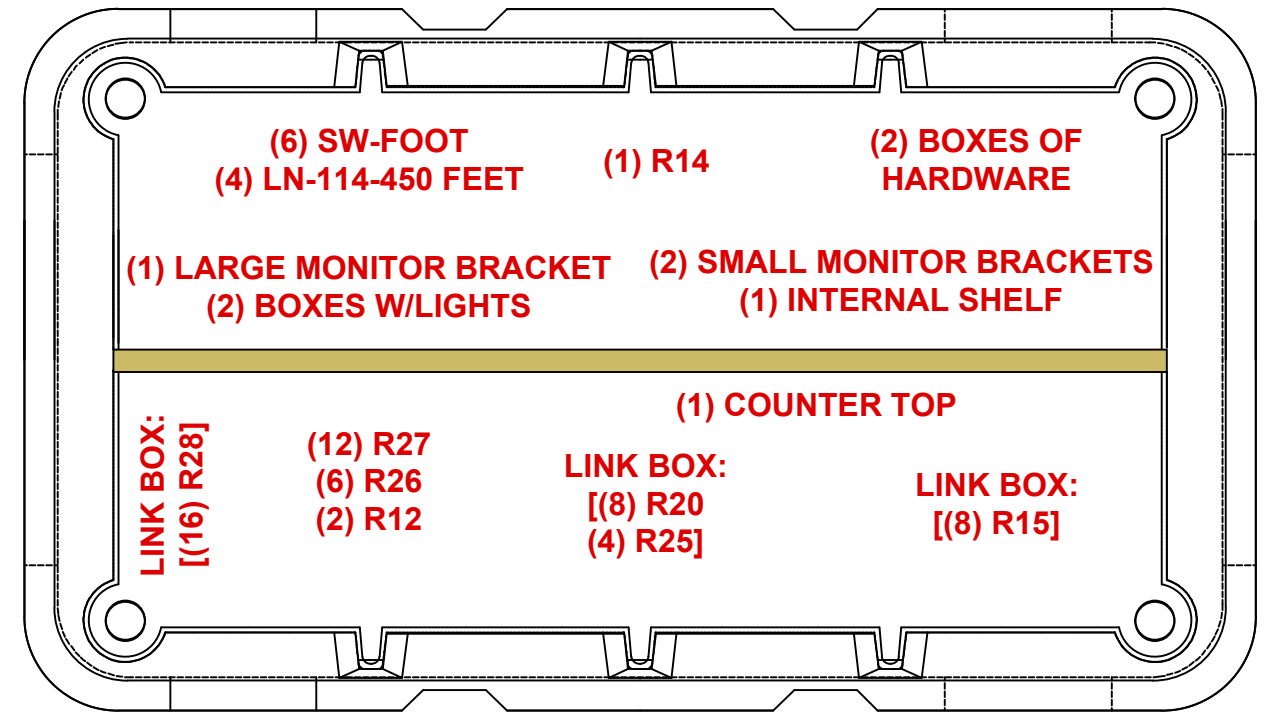 (6) SW-FOOT
(4) LN-114-450 FEET
(1) R14
(2) BOXES OF
HARDWARE
(1) LARGE MONITOR BRACKET
(2) BOXES W/LIGHTS
(2) SMALL MONITOR BRACKETS
(1) INTERNAL SHELF
(1) COUNTER TOP
LINK BOX:
[(16) R28]
(12) R27
(6) R26
(2) R12
LINK BOX:
[(8) R20
(4) R25]
LINK BOX:
[(8) R15]